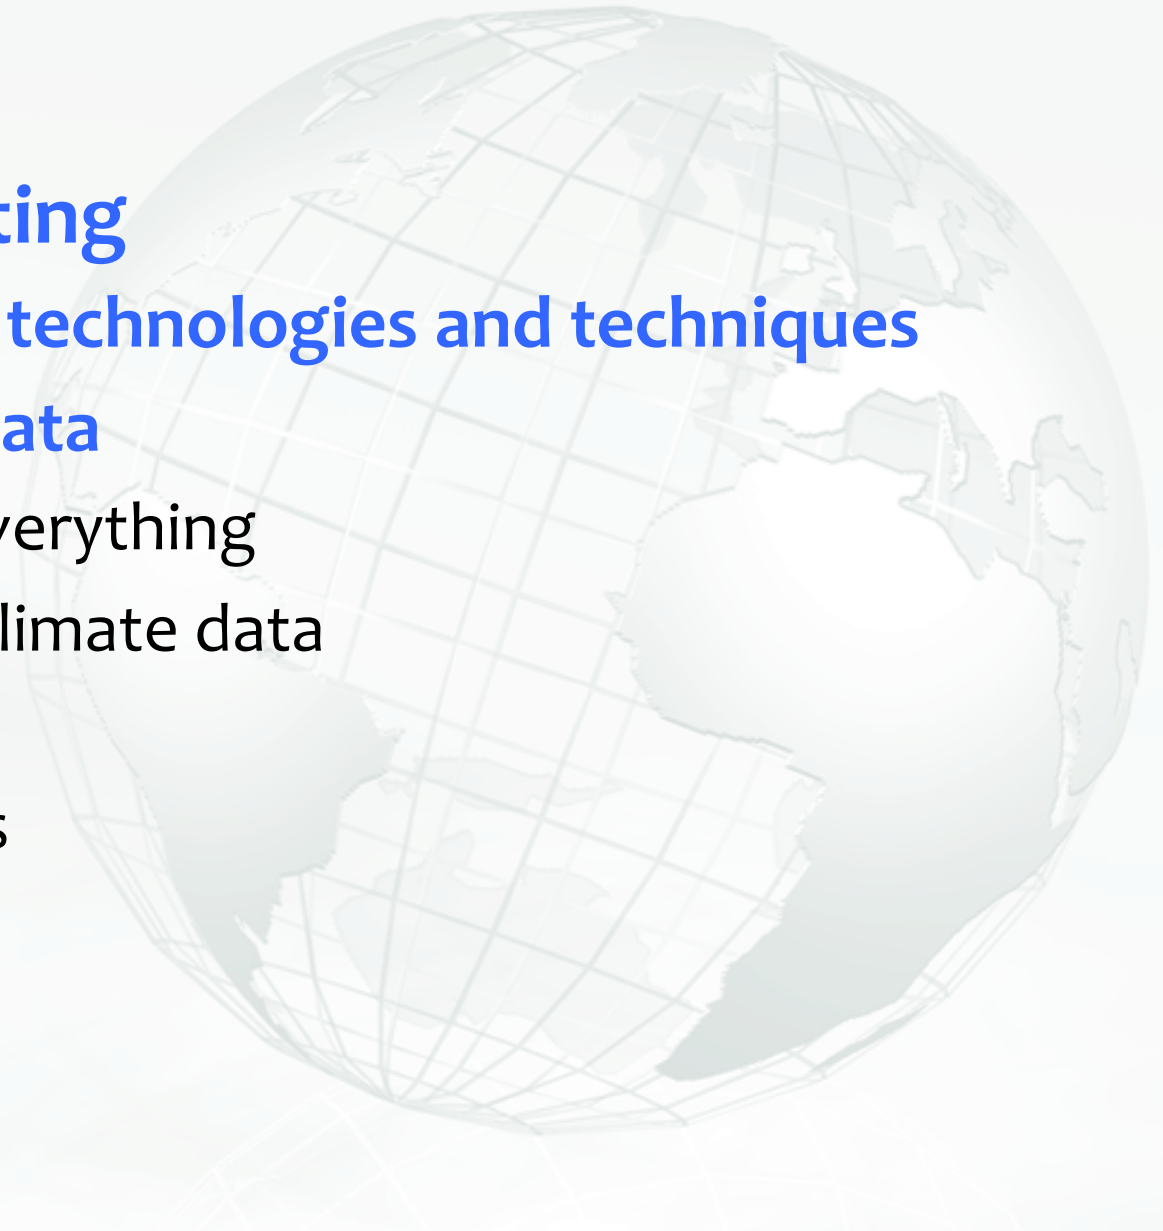 ting
technologies and techniques
ata
verything
limate data
s